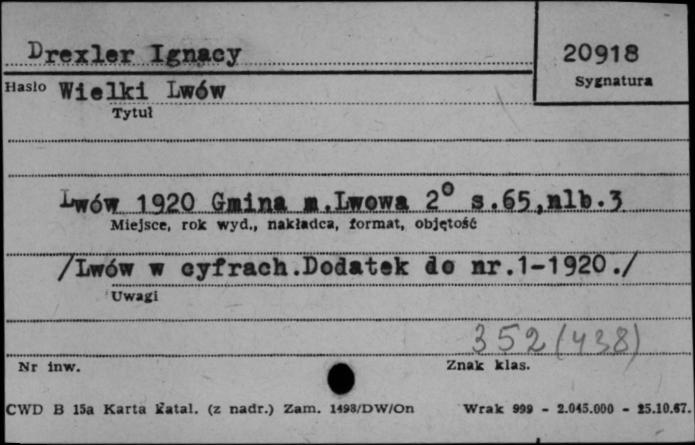 Drexler Ignacy
20918
Sygnatura
Hasło
Wielki Lwów
Tytuł
Lwów 1920 Gmina m.Lwowa 2° s.65,nlb.3
Miejsce, rok wyd., nakładca, format, objętość
/Lwów w cyfrach.Dodatek do nr.1-1920./
Uwagi
352(438)
Nr inw.
Znak klas.
CWD B 15a Karta Katal. (z nadr.) Zam. 1498/DW/On
Wrak 999 - 2.045.000 - 25.10.67.